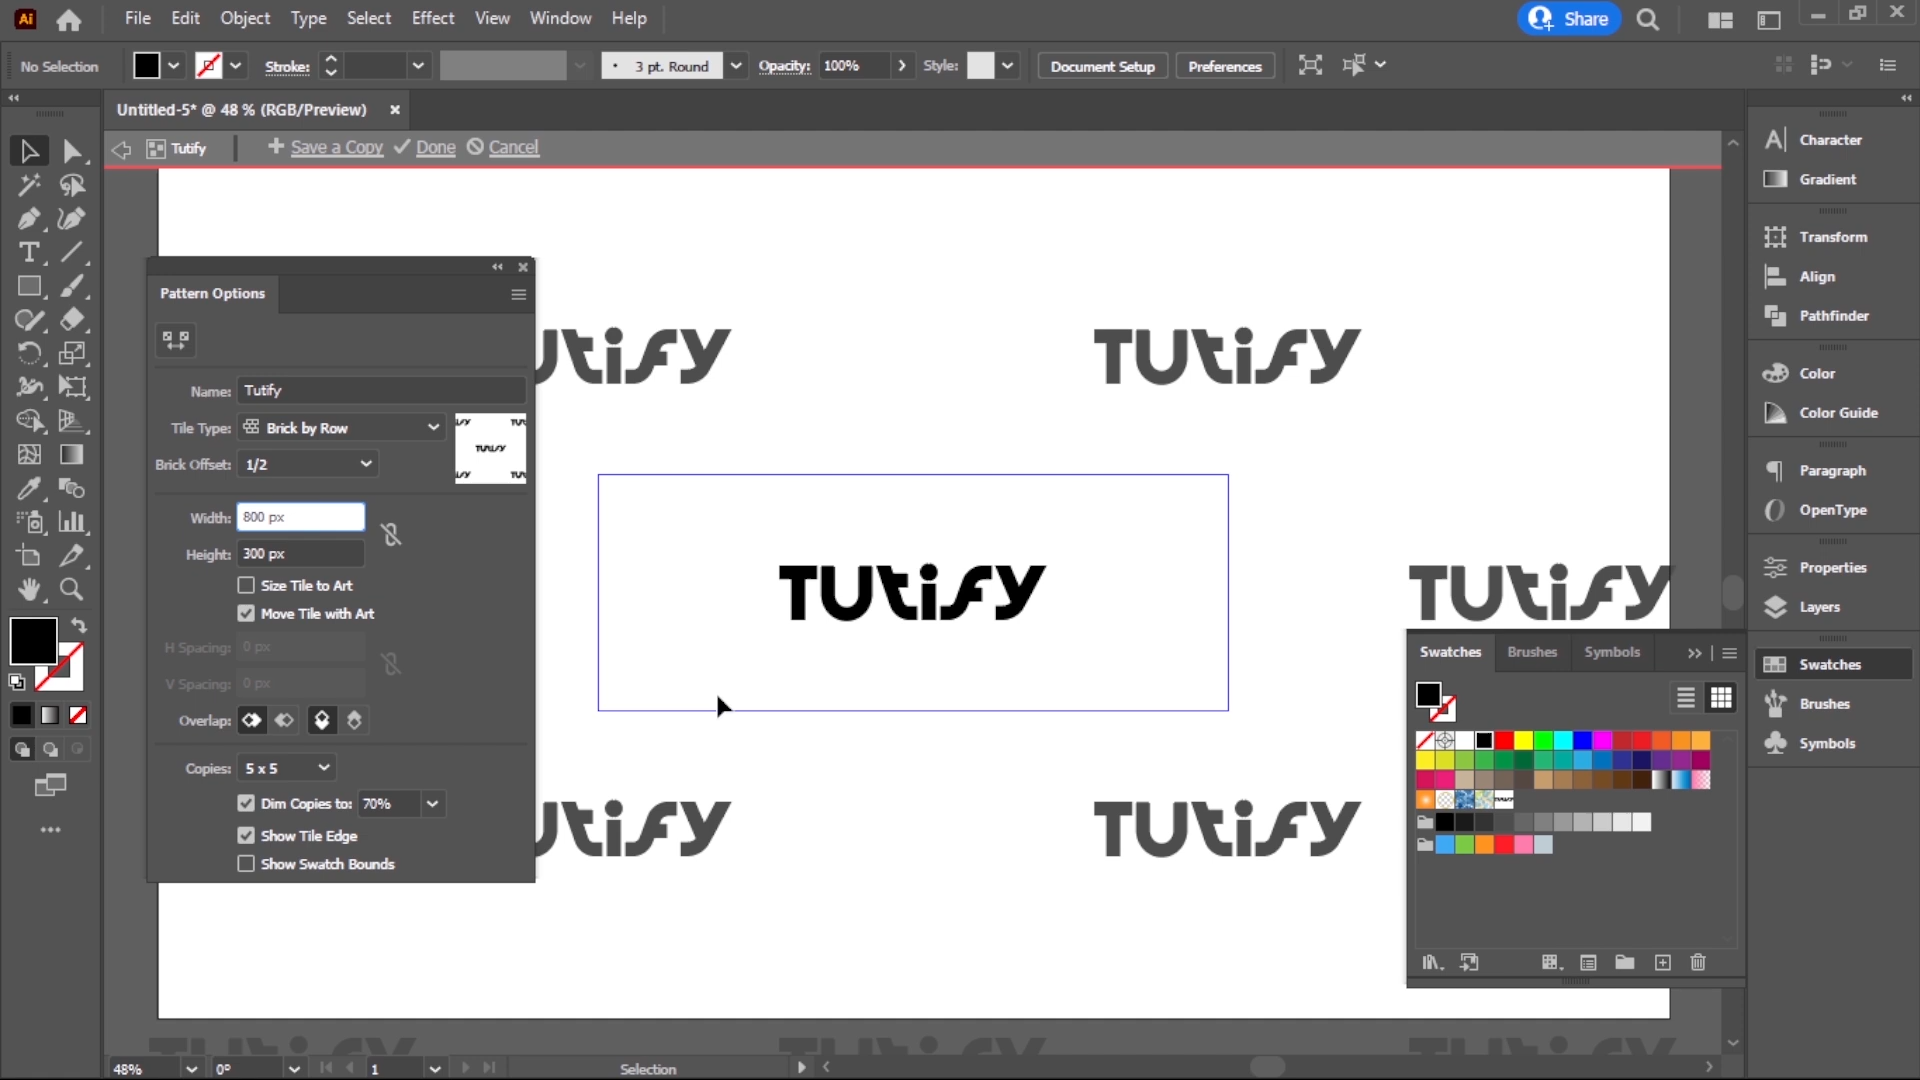 Ai File Edit Object Type Select Effect View Window Help Share
No Selection Stroke: 3 pt. Round Opacity: 100% Style: Document Setup Preferences
Untitled-5* @ 48 % (RGB/Preview)
Tutify Save a Copy Done Cancel
Pattern Options
Name: Tutify
Tile Type: Brick by Row
Brick Offset: 1/2
Width: 800 px
Height: 300 px
Size Tile to Art
Move Tile with Art
H Spacing: 0 px
V Spacing: 0 px
Overlap:
Copies: 5 x 5
Dim Copies to: 70%
Show Tile Edge
Show Swatch Bounds
TUtify
TUtify
TUtify
TUtify
Swatches Brushes Symbols
Character
Gradient
Transform
Align
Pathfinder
Color
Color Guide
Paragraph
OpenType
Properties
Layers
Swatches
Brushes
Symbols
48% 0° 1 Selection